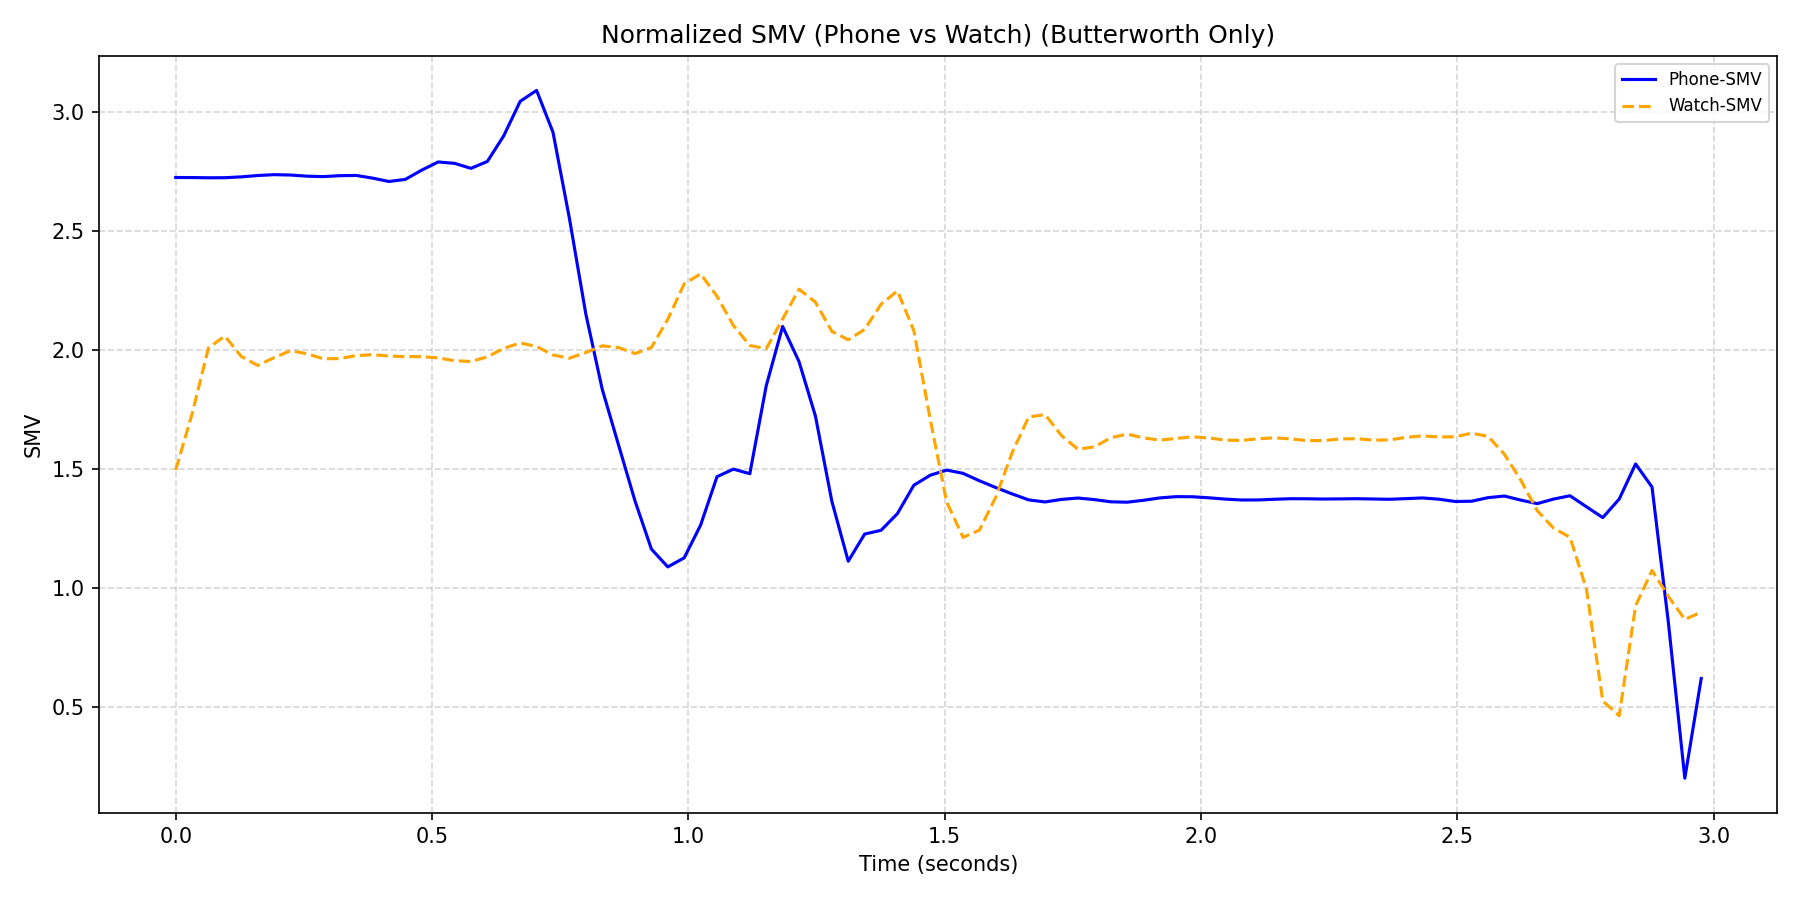 Normalized SMV (Phone vs Watch) (Butterworth Only)
Phone-SMV
Watch-SMV
3.0
2.5
2.0
1.5
1.0
0.5
SMV
0.0 0.5 1.0 1.5 2.0 2.5 3.0
Time (seconds)